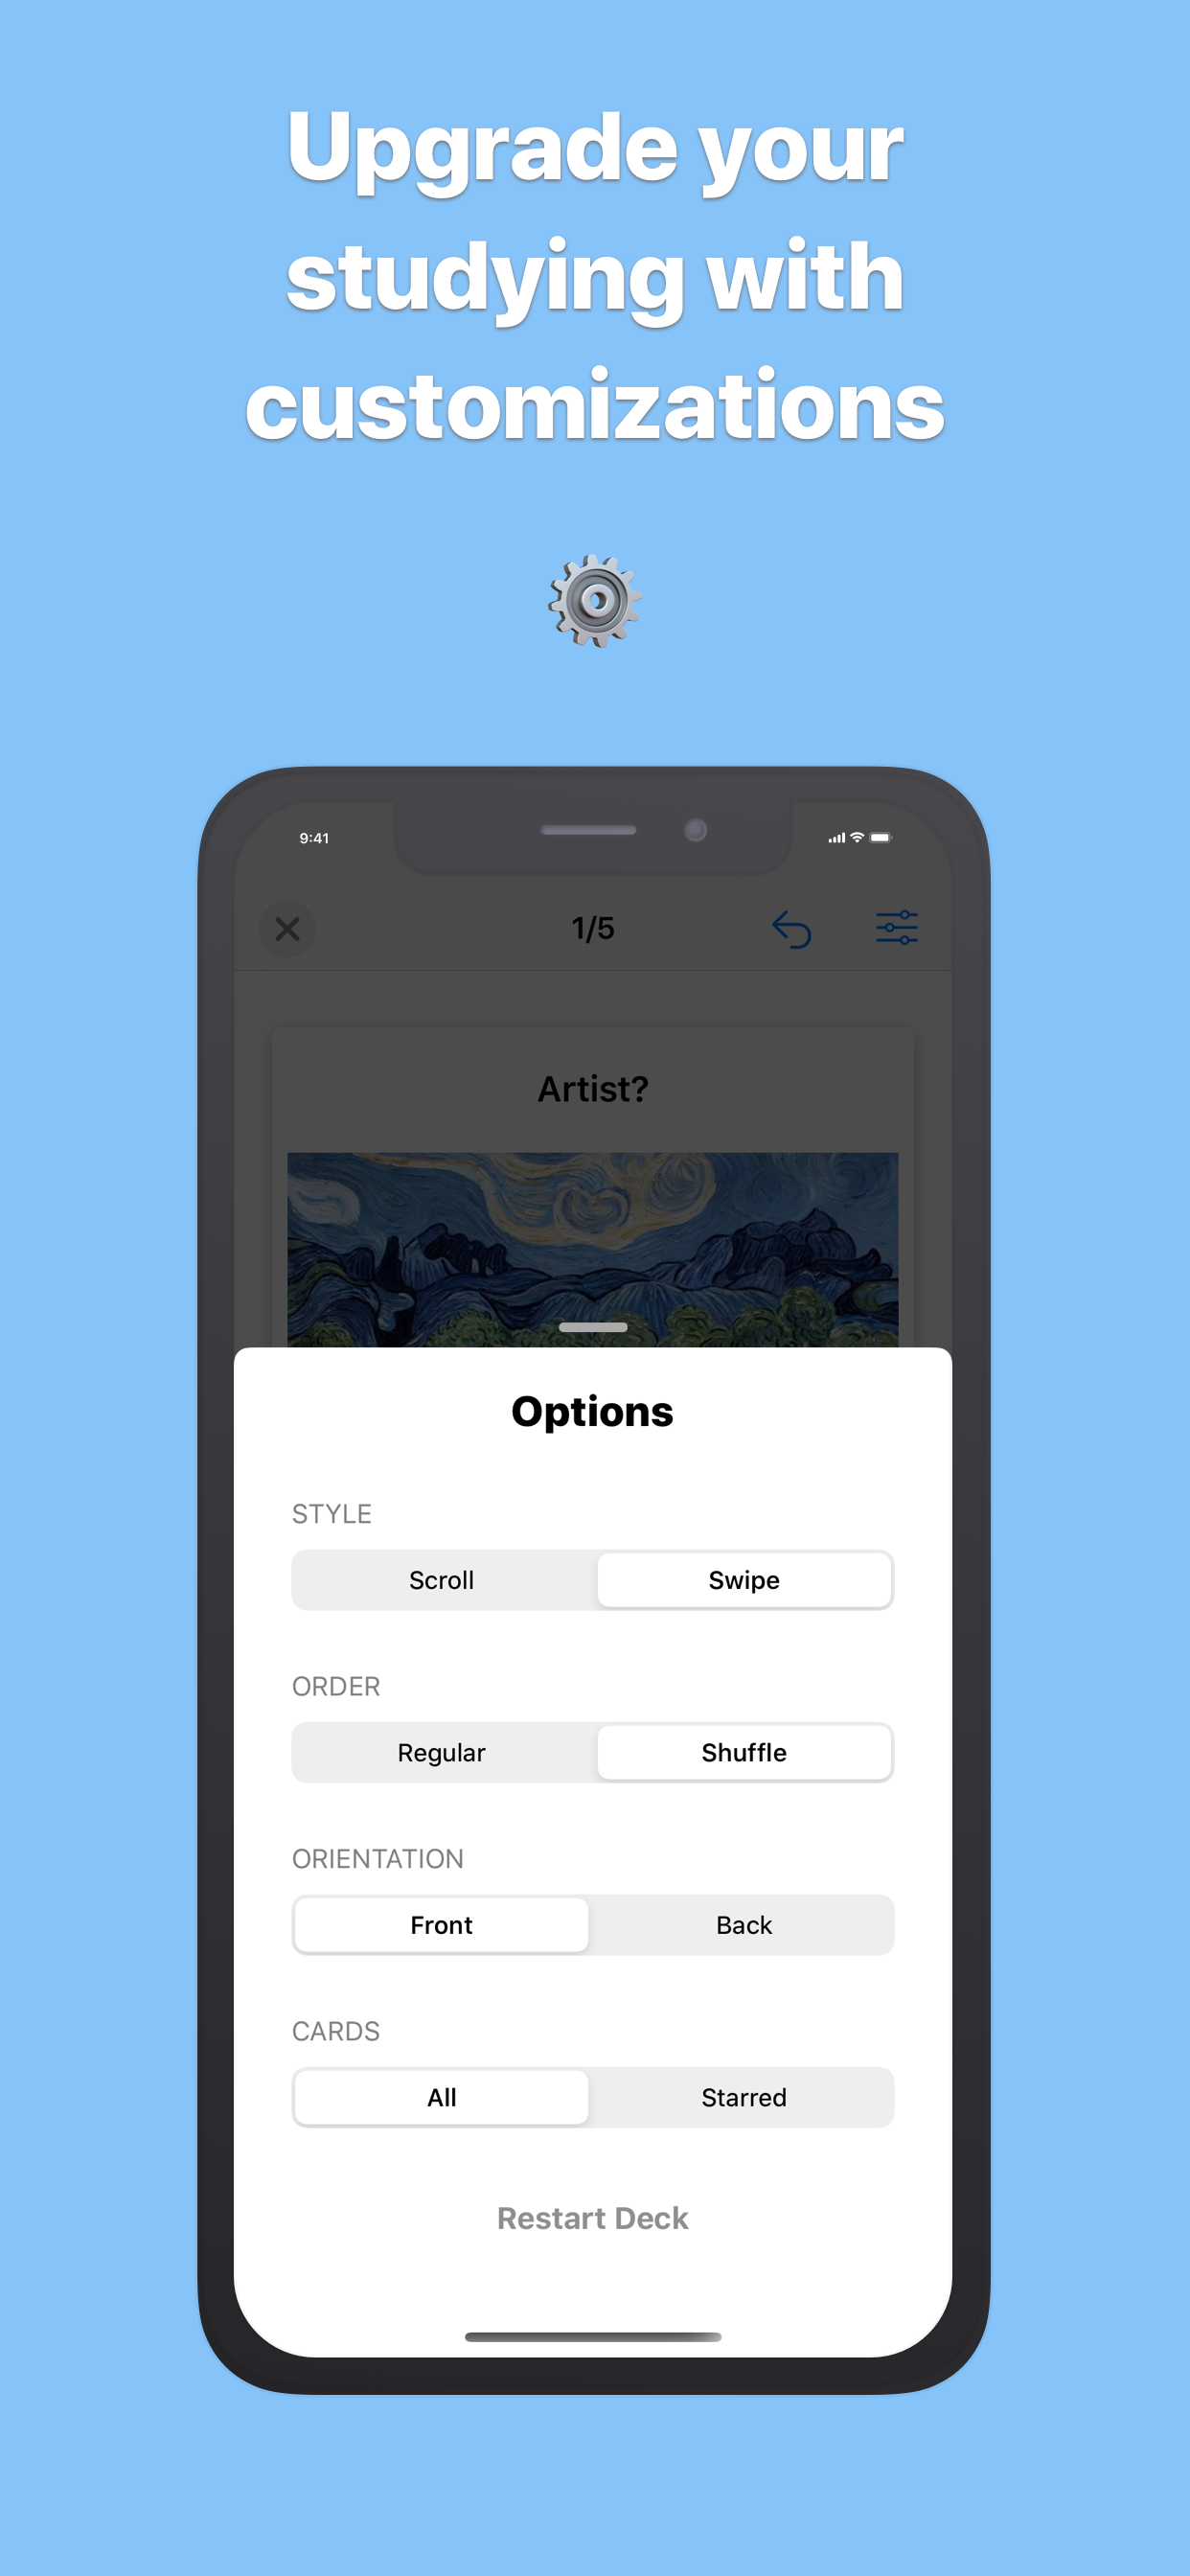 Upgrade your
studying with
customizations
9:41
1/5
Artist?
Options
STYLE
Scroll Swipe
ORDER
Regular Shuffle
ORIENTATION
Front Back
CARDS
All Starred
Restart Deck